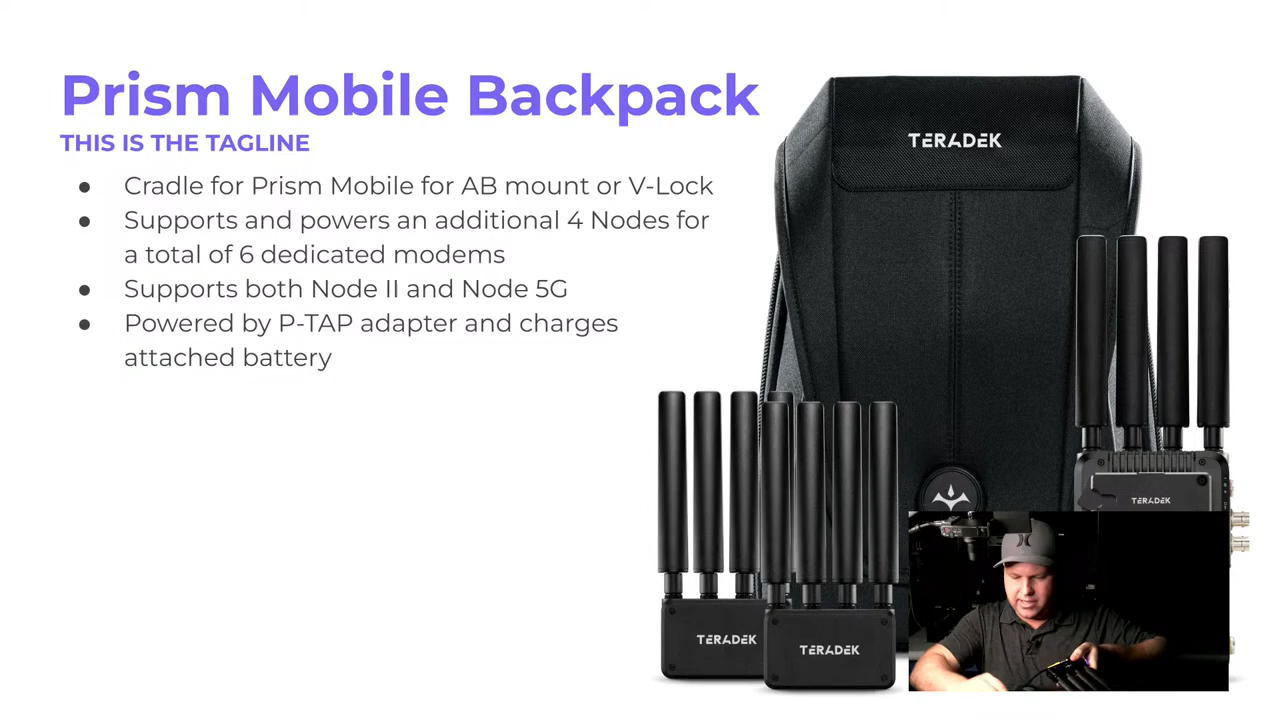 Prism Mobile Backpack
THIS IS THE TAGLINE
● Cradle for Prism Mobile for AB mount or V-Lock
● Supports and powers an additional 4 Nodes for
a total of 6 dedicated modems
● Supports both Node II and Node 5G
● Powered by P-TAP adapter and charges
attached battery
TERADEK
TERADEK
TERADEK
TERADEK